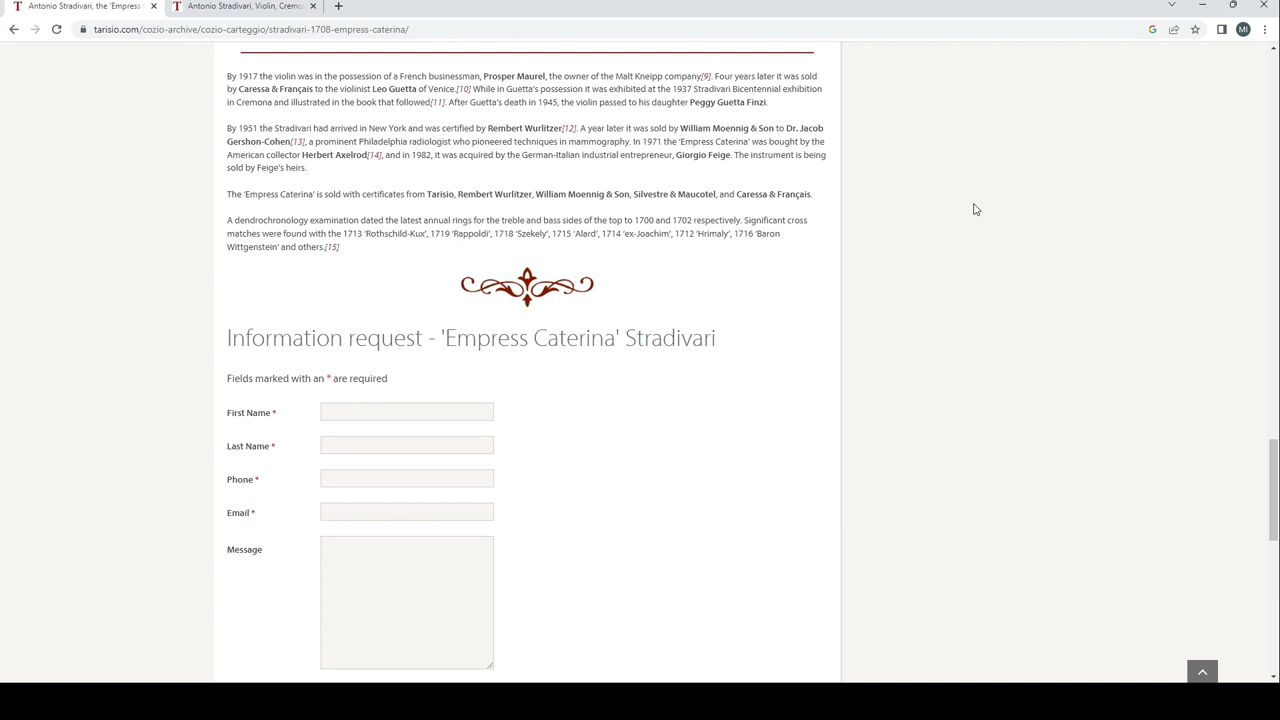 Antonio Stradivari, the 'Empress
Antonio Stradivari, Violin, Cremo
tarisio.com/cozio-archive/cozio-carteggio/stradivari-1708-empress-caterina/
MI
By 1917 the violin was in the possession of a French businessman, Prosper Maurel, the owner of the Malt Kneipp company[9]. Four years later it was sold
by Caressa & Français to the violinist Leo Guetta of Venice.[10] While in Guetta's possession it was exhibited at the 1937 Stradivari Bicentennial exhibition
in Cremona and illustrated in the book that followed[11]. After Guetta's death in 1945, the violin passed to his daughter Peggy Guetta Finzi.
By 1951 the Stradivari had arrived in New York and was certified by Rembert Wurlitzer[12]. A year later it was sold by William Moennig & Son to Dr. Jacob
Gershon-Cohen[13], a prominent Philadelphia radiologist who pioneered techniques in mammography. In 1971 the 'Empress Caterina' was bought by the
American collector Herbert Axelrod[14], and in 1982, it was acquired by the German-Italian industrial entrepreneur, Giorgio Feige. The instrument is being
sold by Feige's heirs.
The 'Empress Caterina' is sold with certificates from Tarisio, Rembert Wurlitzer, William Moennig & Son, Silvestre & Maucotel, and Caressa & Français.
A dendrochronology examination dated the latest annual rings for the treble and bass sides of the top to 1700 and 1702 respectively. Significant cross
matches were found with the 1713 'Rothschild-Kux', 1719 'Rappoldi', 1718 'Szekely', 1715 'Alard', 1714 'ex-Joachim', 1712 'Hrimaly', 1716 'Baron
Wittgenstein' and others.[15]
Information request - 'Empress Caterina' Stradivari
Fields marked with an * are required
First Name *
Last Name *
Phone *
Email *
Message